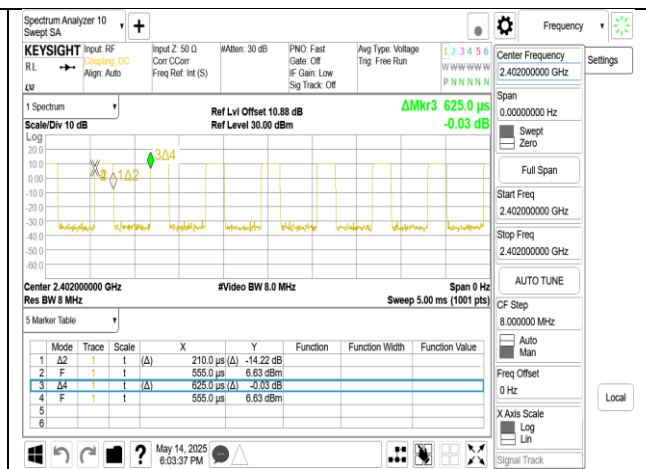 Spectrum Analyzer 10
Swept SA
+
Frequency
KEYSIGHT
Input: RF
Coupling: DC
Align: Auto
Input Z: 50 Ω
Corr CCorr
Freq Ref: Int (S)
#Atten: 30 dB
PNO: Fast
Gate: Off
IF Gain: Low
Sig Track: Off
Avg Type: Voltage
Trig: Free Run
1 2 3 4 5 6
W W W W W W
P N N N N N
RL
LXI
1 Spectrum
Scale/Div 10 dB
Ref Lvl Offset 10.88 dB
Ref Level 30.00 dBm
ΔMkr3 625.0 µs
-0.03 dB
Log
20.0
10.0
0.00
-10.0
-20.0
-30.0
-40.0
-50.0
-60.0
1Δ2
3Δ4
Center 2.402000000 GHz
#Video BW 8.0 MHz
Span 0 Hz
Res BW 8 MHz
Sweep 5.00 ms (1001 pts)
5 Marker Table
Mode Trace Scale X Y Function Function Width Function Value
1 Δ2 1 t (Δ) 210.0 µs (Δ) -14.22 dB
2 F 1 t 555.0 µs 6.63 dBm
3 Δ4 1 t (Δ) 625.0 µs (Δ) -0.03 dB
4 F 1 t 555.0 µs 6.63 dBm
5
6
May 14, 2025
6:03:37 PM
?
Center Frequency
2.402000000 GHz
Settings
Span
0.00000000 Hz
Swept
Zero
Full Span
Start Freq
2.402000000 GHz
Stop Freq
2.402000000 GHz
AUTO TUNE
CF Step
8.000000 MHz
Auto
Man
Freq Offset
0 Hz
Local
X Axis Scale
Log
Lin
Signal Track